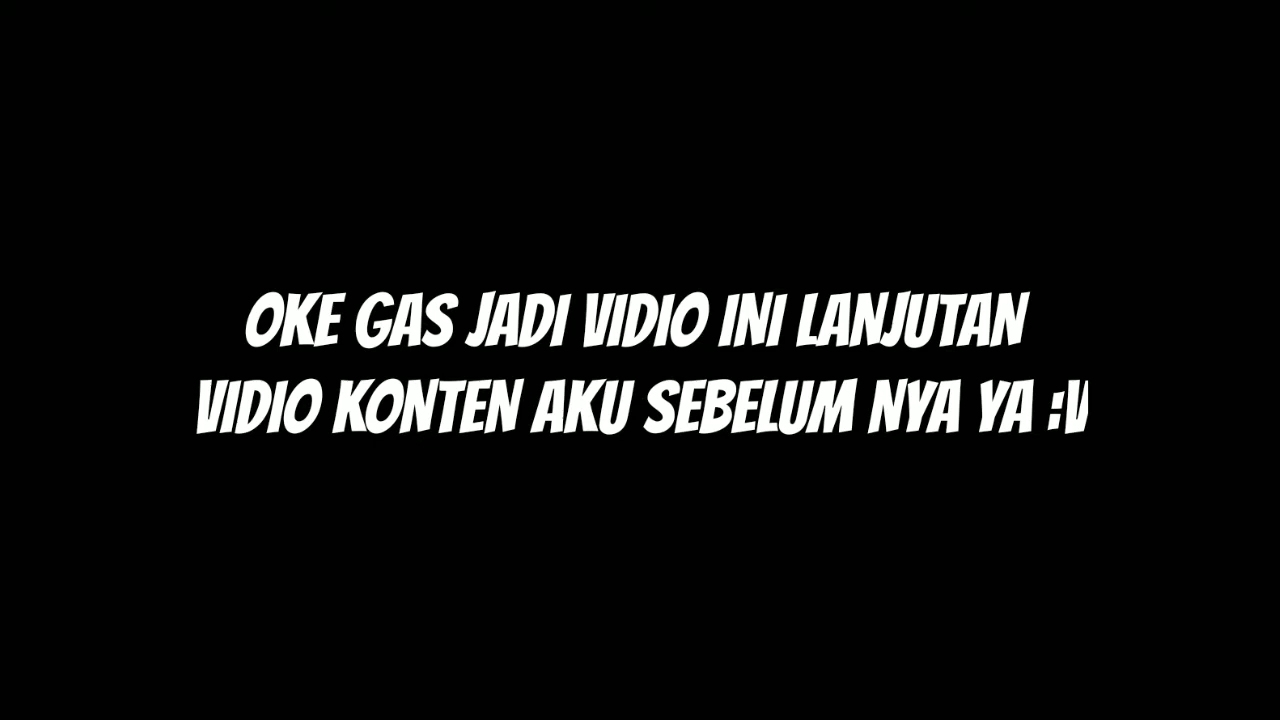 OKE GAS JADI VIDIO INI LANJUTAN
VIDIO KONTEN AKU SEBELUM NYA YA :V